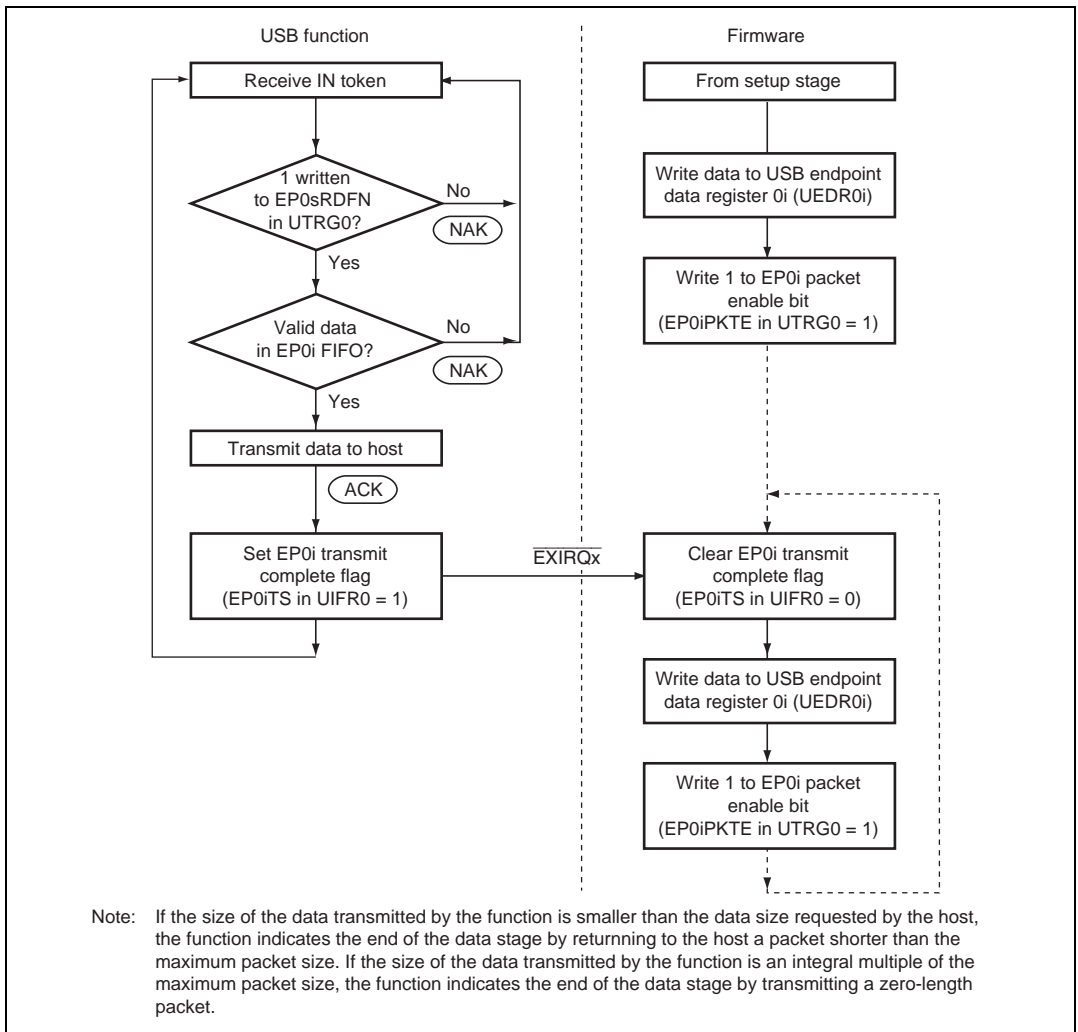 USB function
Receive IN token
1 written
to EP0sRDFN
in UTRG0?
No
NAK
Yes
Valid data
in EP0i FIFO?
No
NAK
Yes
Transmit data to host
ACK
Set EP0i transmit
complete flag
(EP0iTS in UIFR0 = 1)
EXIRQx
Firmware
From setup stage
Write data to USB endpoint
data register 0i (UEDR0i)
Write 1 to EP0i packet
enable bit
(EP0iPKTE in UTRG0 = 1)
Clear EP0i transmit
complete flag
(EP0iTS in UIFR0 = 0)
Write data to USB endpoint
data register 0i (UEDR0i)
Write 1 to EP0i packet
enable bit
(EP0iPKTE in UTRG0 = 1)
Note: If the size of the data transmitted by the function is smaller than the data size requested by the host,
the function indicates the end of the data stage by returnning to the host a packet shorter than the
maximum packet size. If the size of the data transmitted by the function is an integral multiple of the
maximum packet size, the function indicates the end of the data stage by transmitting a zero-length
packet.